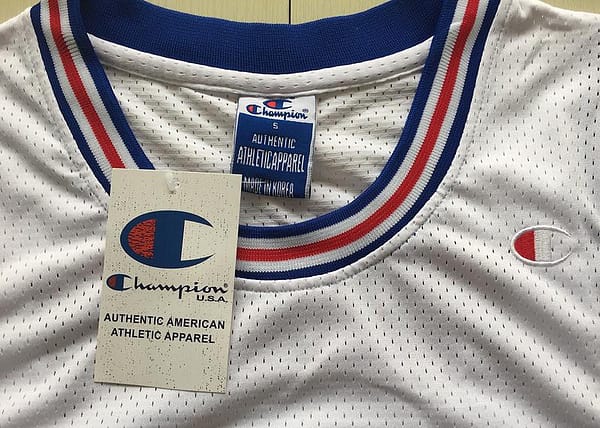 Champion
S
AUTHENTIC
ATHLETICAPPAREL
MADE IN KOREA
Champion
U.S.A.
AUTHENTIC AMERICAN
ATHLETIC APPAREL